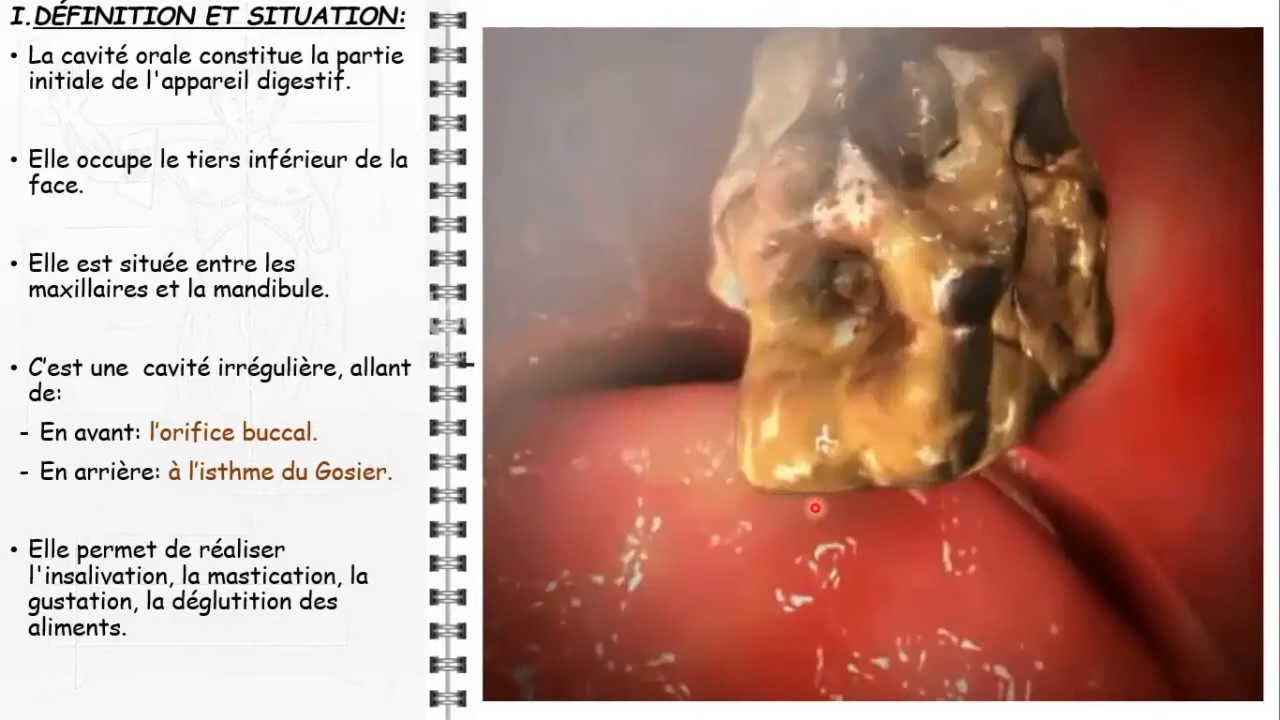 I. DÉFINITION ET SITUATION:
• La cavité orale constitue la partie
initiale de l'appareil digestif.
• Elle occupe le tiers inférieur de la
face.
• Elle est située entre les
maxillaires et la mandibule.
• C'est une cavité irrégulière, allant
de:
- En avant: l'orifice buccal.
- En arrière: à l'isthme du Gosier.
• Elle permet de réaliser
l'insalivation, la mastication, la
gustation, la déglutition des
aliments.